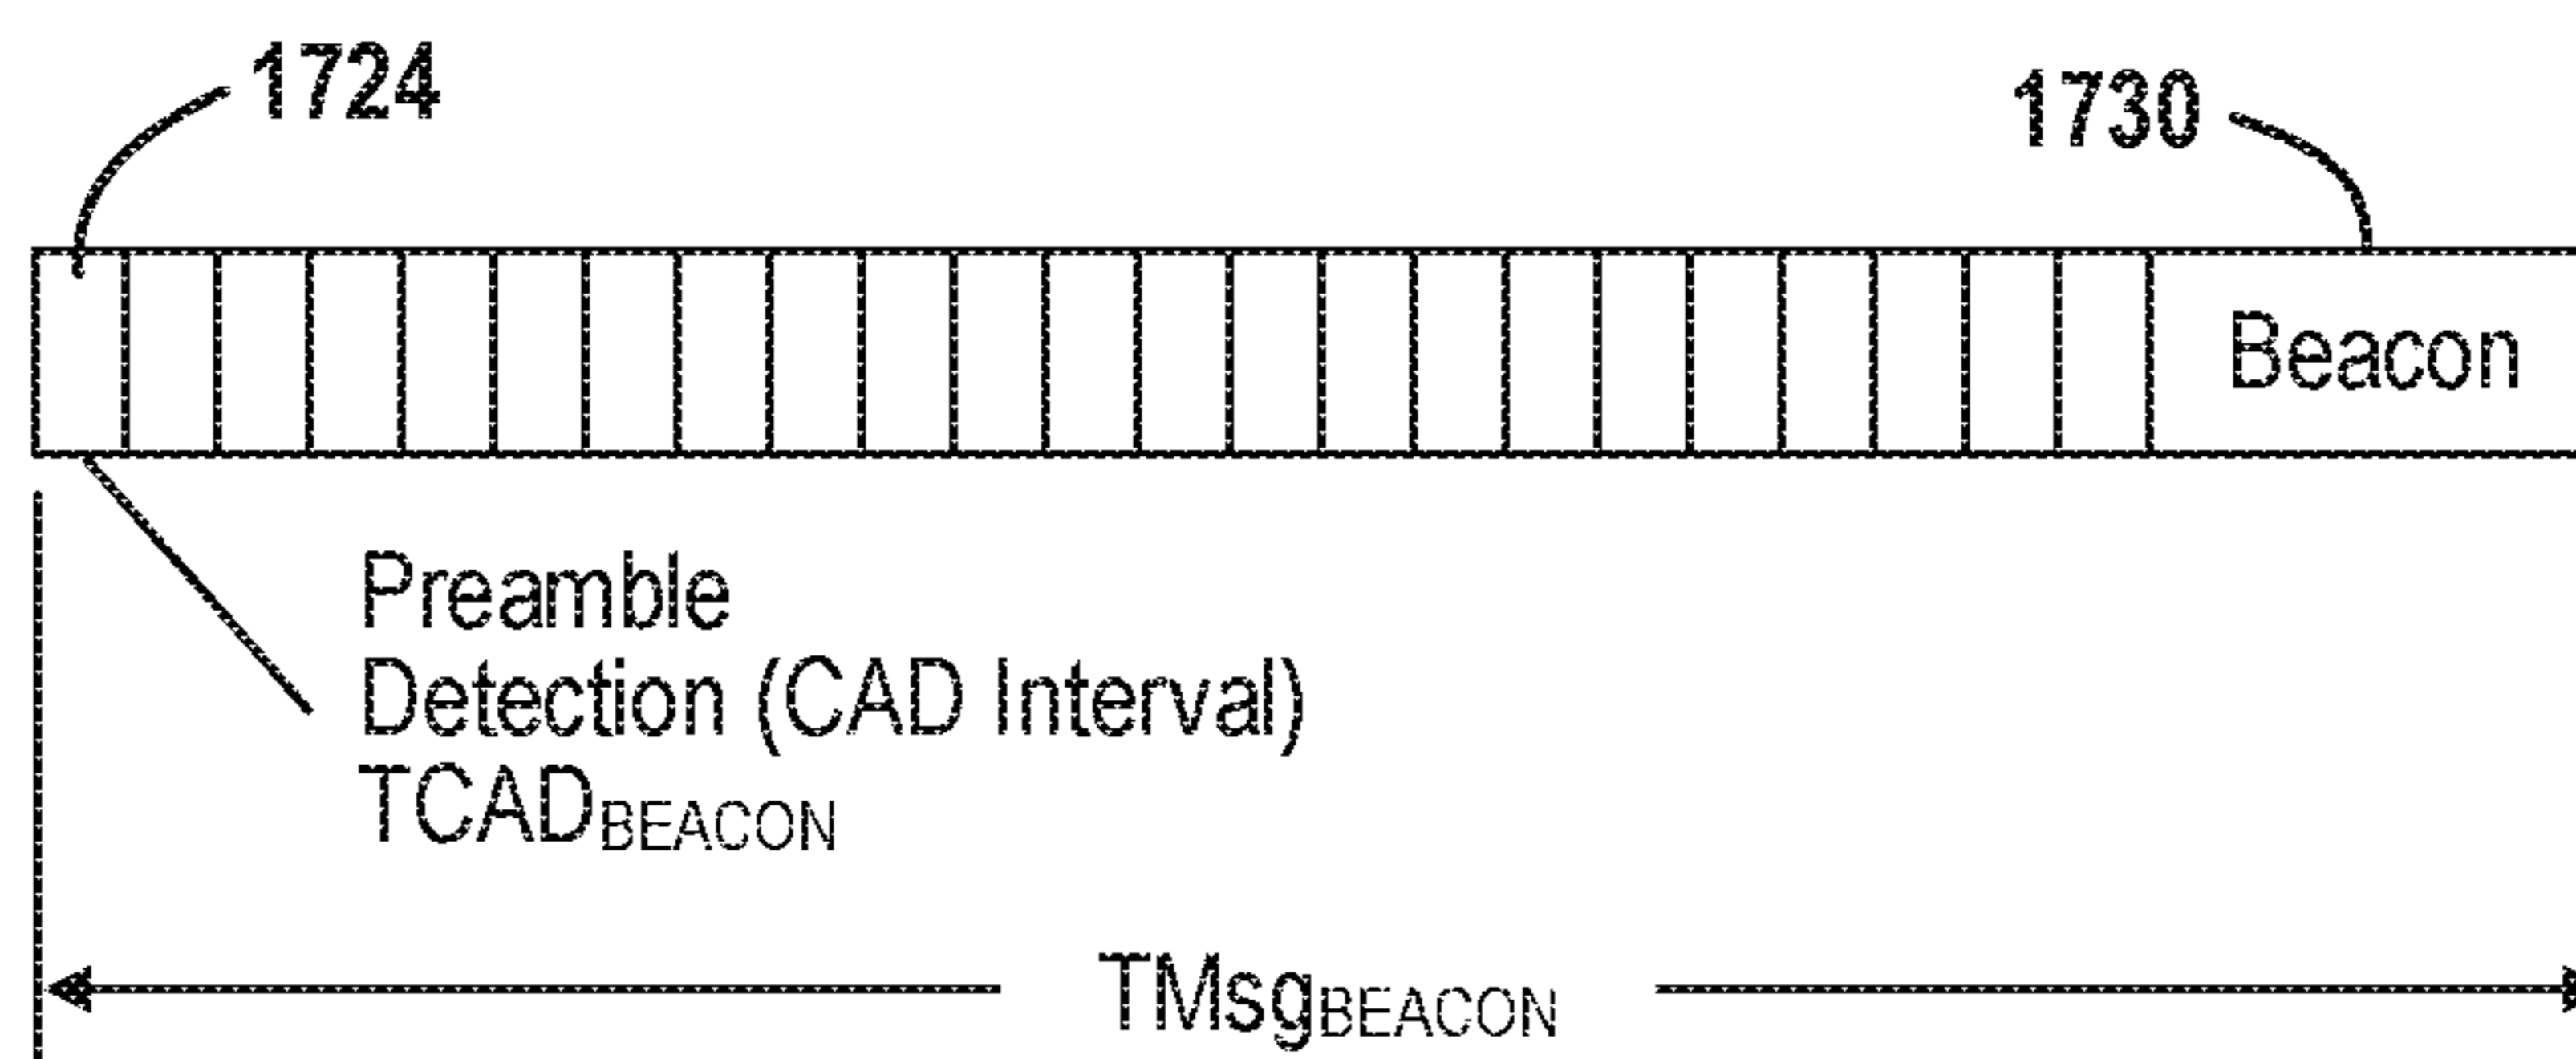 1724
1730
Beacon
Preamble
Detection (CAD Interval)
TCADBEACON
TMsgBEACON